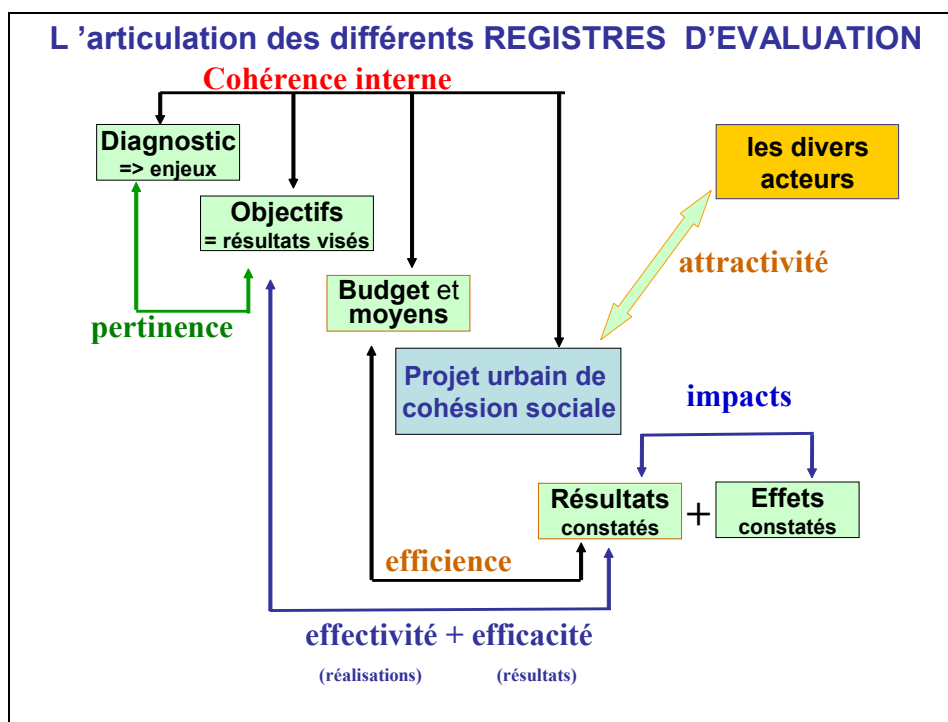 L 'articulation des différents REGISTRES D'EVALUATION
Cohérence interne
Diagnostic
=> enjeux
les divers
acteurs
Objectifs
= résultats visés
attractivité
Budget et
moyens
pertinence
Projet urbain de
cohésion sociale
impacts
Résultats
constatés
+
Effets
constatés
efficience
effectivité + efficacité
(réalisations) (résultats)